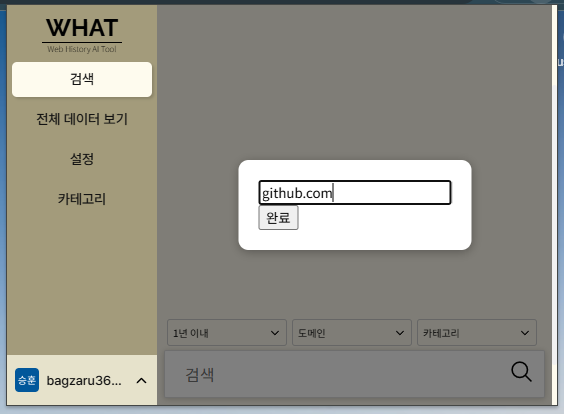 WHAT
Web History AI Tool
검색
전체 데이터 보기
설정
카테고리
github.com
완료
1년 이내
도메인
카테고리
검색
승훈
bagzaru36...